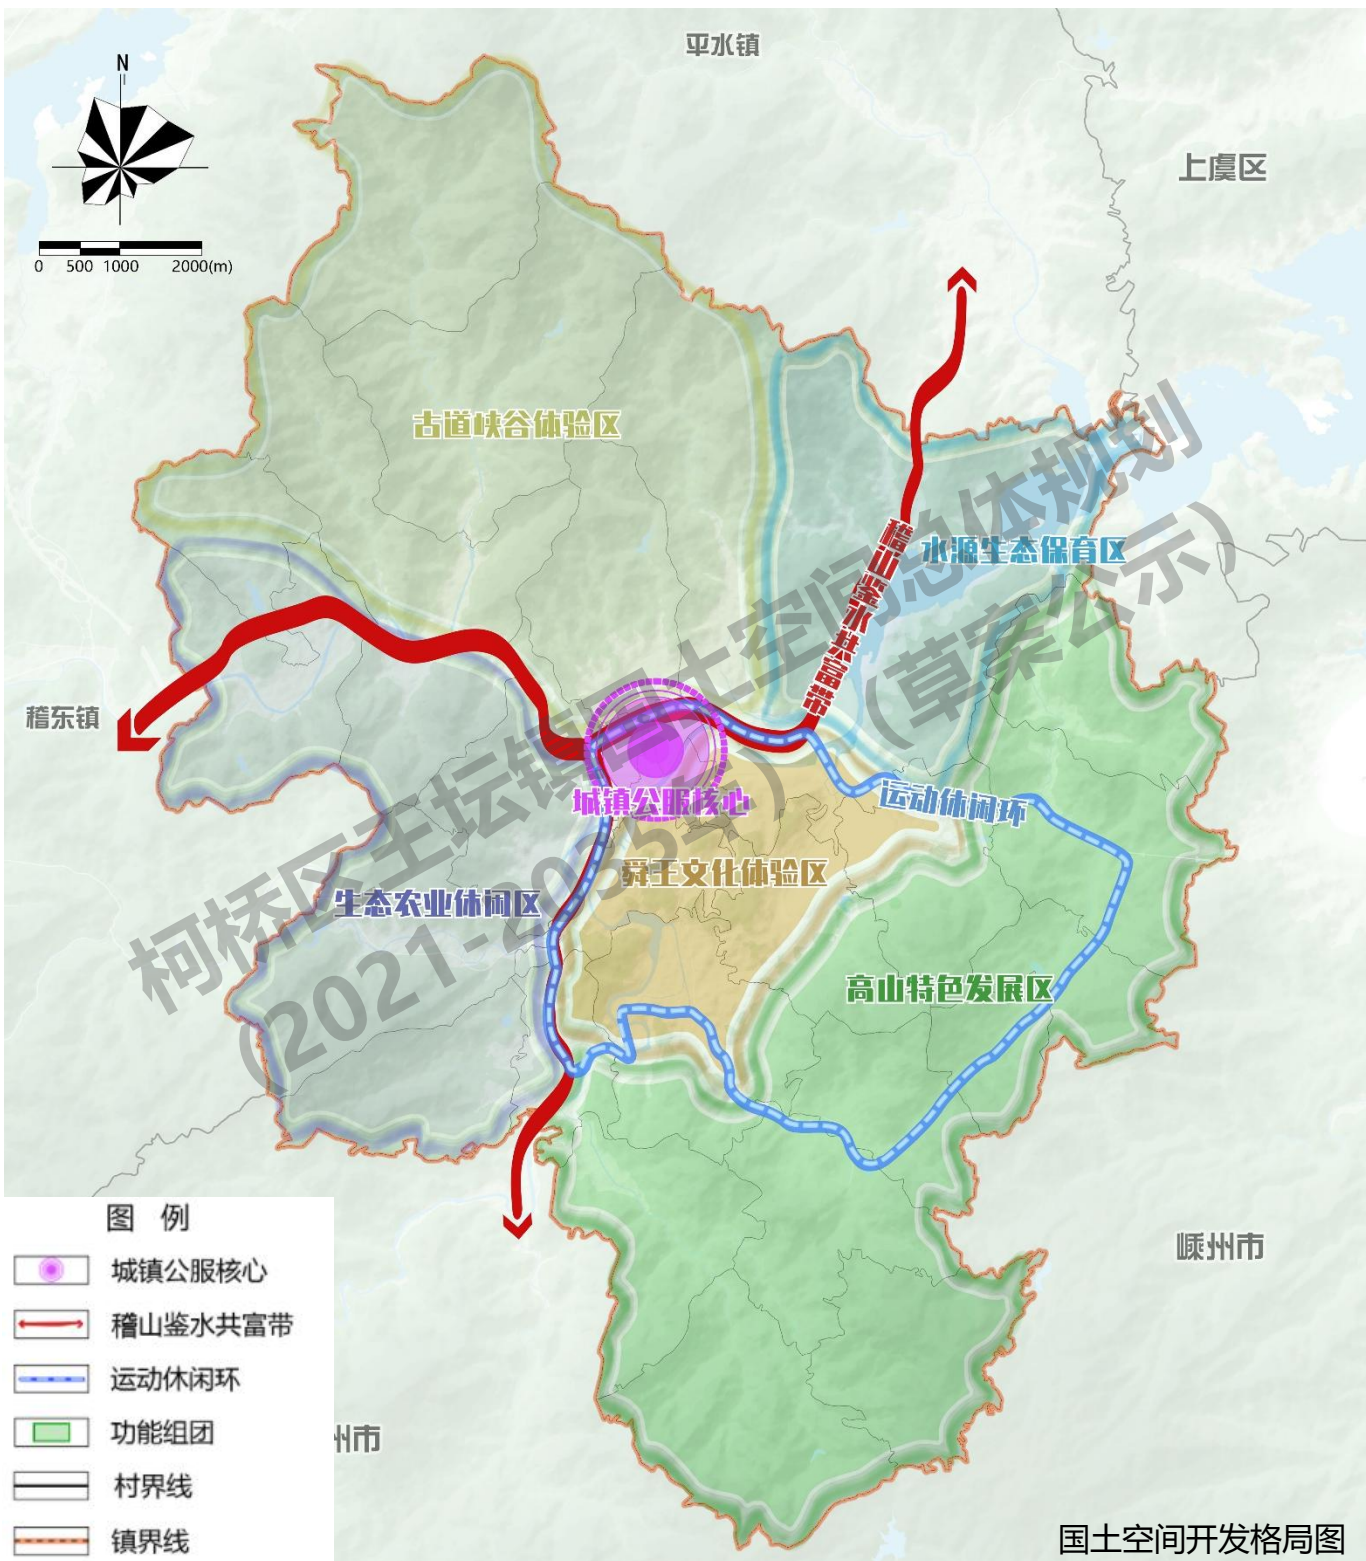 平水镇
上虞区
N
0 500 1000 2000(m)
古道峡谷体验区
水源生态保育区
稽山鉴水共富带
稽东镇
城镇公服核心
运动休闲环
舜王文化体验区
生态农业休闲区
高山特色发展区
柯桥区王坛镇国土空间总体规划
(2021-2035年)(草案公示)
嵊州市
州市
图 例
城镇公服核心
稽山鉴水共富带
运动休闲环
功能组团
村界线
镇界线
国土空间开发格局图